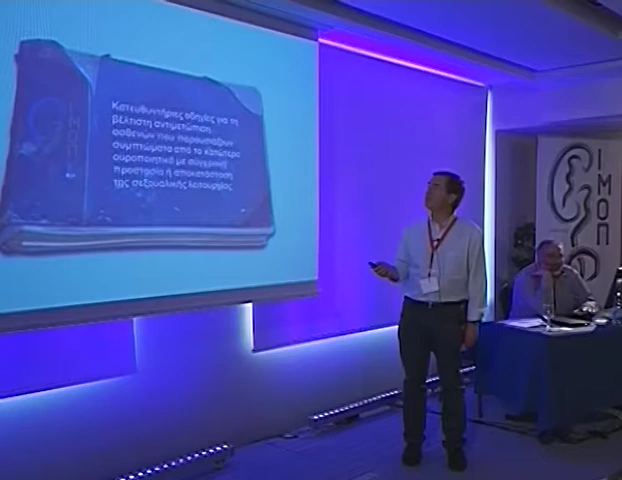 Κατευθυντήριες οδηγίες για τη
βέλτιστη αντιμετώπιση
ασθενών που παρουσιάζουν
συμπτώματα από το κατώτερο
ουροποιητικό με σύγχρονη
προστασία ή αποκατάσταση
της σεξουαλικής λειτουργίας
ΙΜΟΠ
ΙΜΟΠ